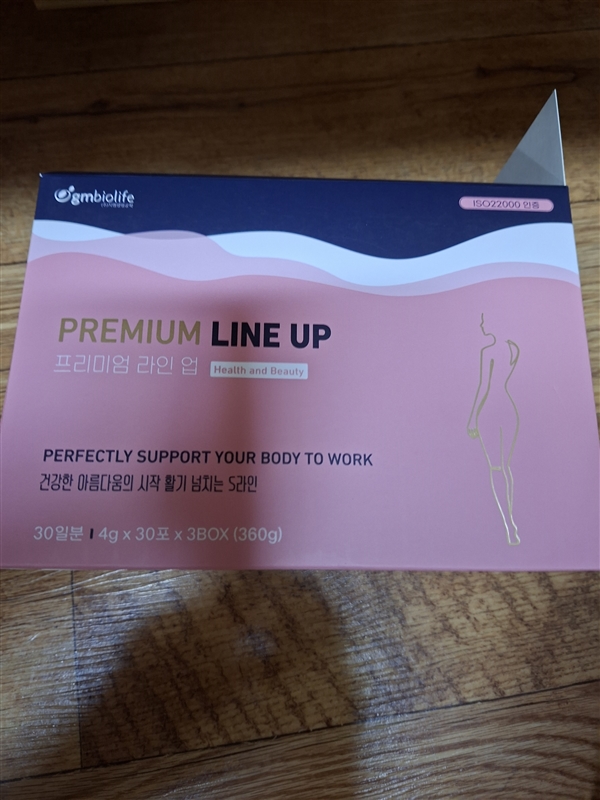 gmbiolife
ISO22000 인증
PREMIUM LINE UP
프리미엄 라인 업 Health and Beauty
PERFECTLY SUPPORT YOUR BODY TO WORK
건강한 아름다움의 시작 활기 넘치는 S라인
30일분 I 4g x 30포 x 3BOX (360g)